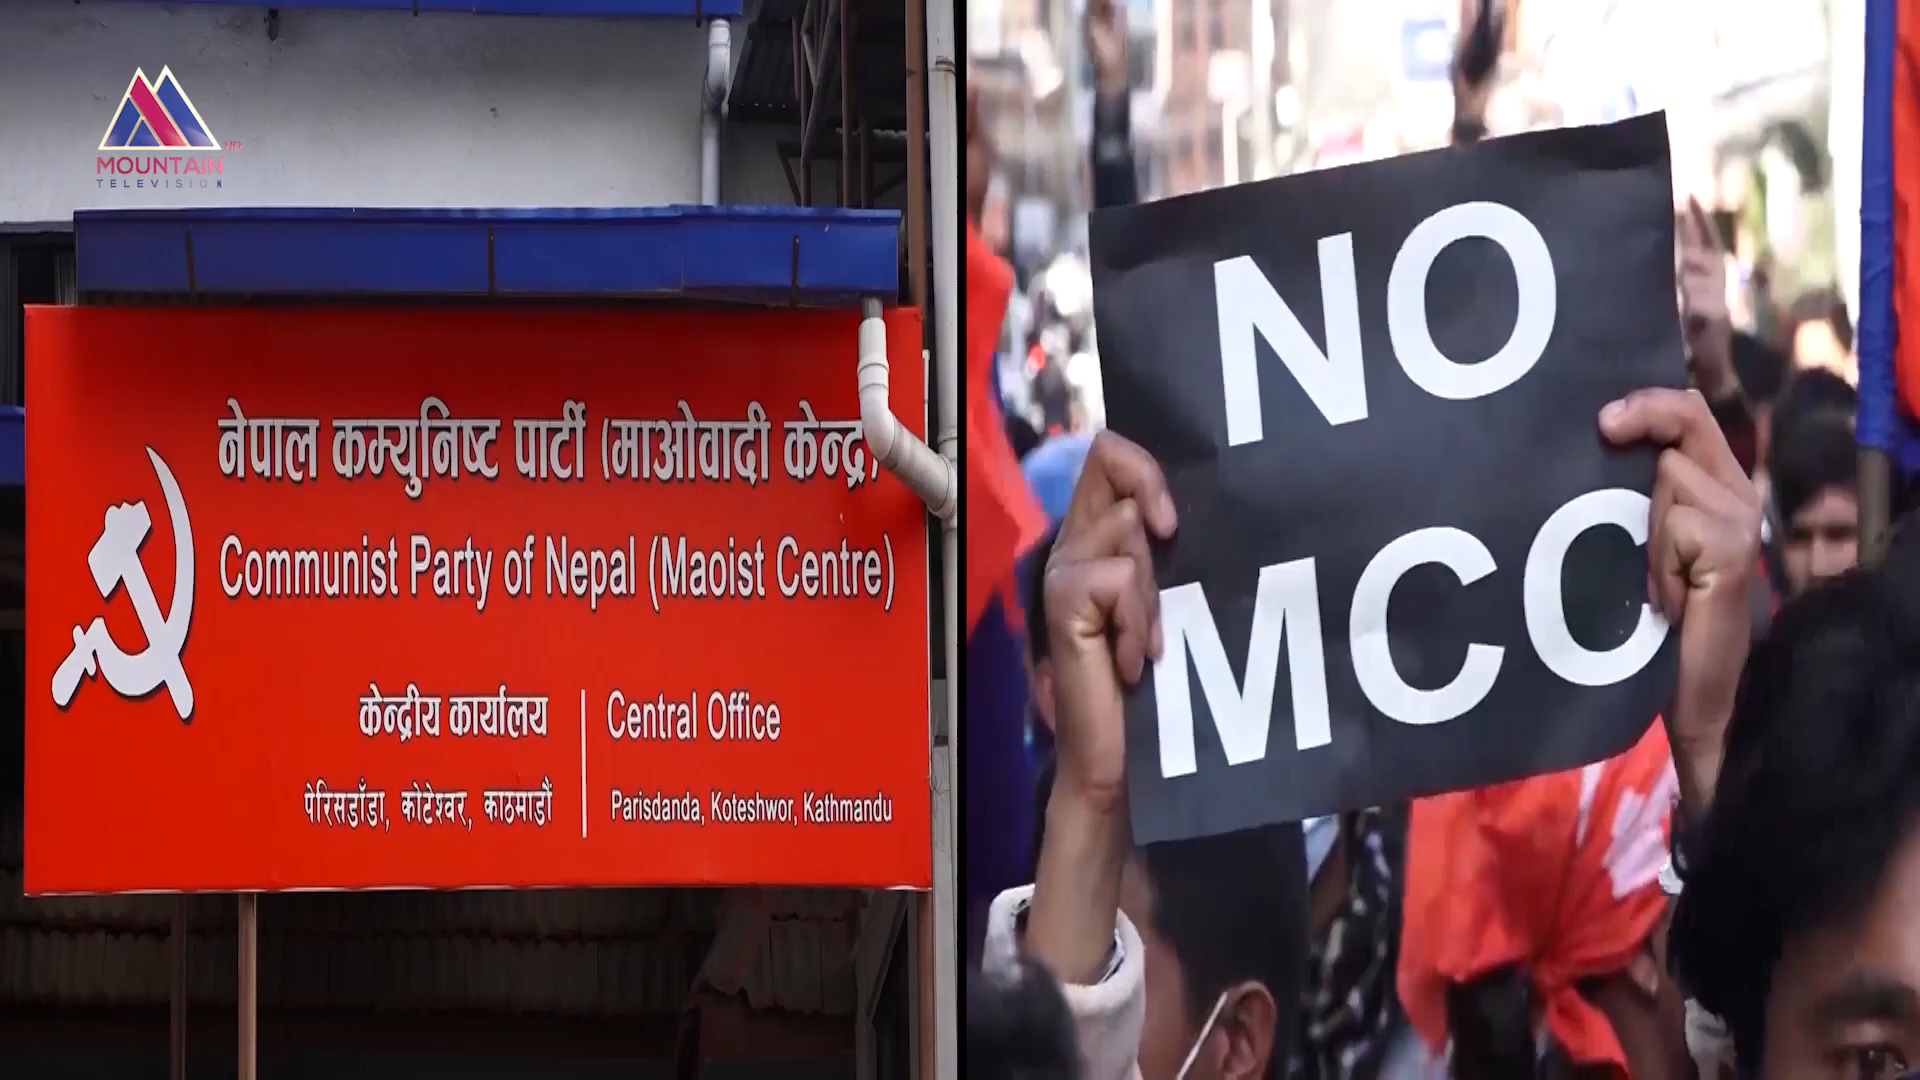 MOUNTAIN HD
TELEVISION
नेपाल कम्युनिष्ट पार्टी (माओवादी केन्द्र)
Communist Party of Nepal (Maoist Centre)
केन्द्रीय कार्यालय
पेरिसडाँडा, कोटेश्वर, काठमाडौं
Central Office
Parisdanda, Koteshwor, Kathmandu
NO
MCC